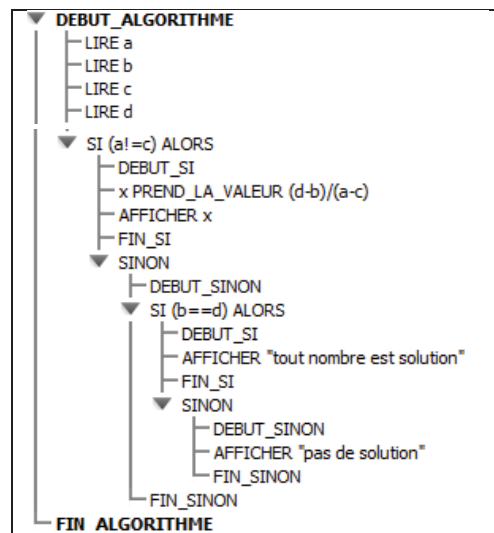 DEBUT_ALGORITHME
LIRE a
LIRE b
LIRE c
LIRE d
SI (a!=c) ALORS
DEBUT_SI
x PREND_LA_VALEUR (d-b)/(a-c)
AFFICHER x
FIN_SI
SINON
DEBUT_SINON
SI (b==d) ALORS
DEBUT_SI
AFFICHER "tout nombre est solution"
FIN_SI
SINON
DEBUT_SINON
AFFICHER "pas de solution"
FIN_SINON
FIN_SINON
FIN_ALGORITHME